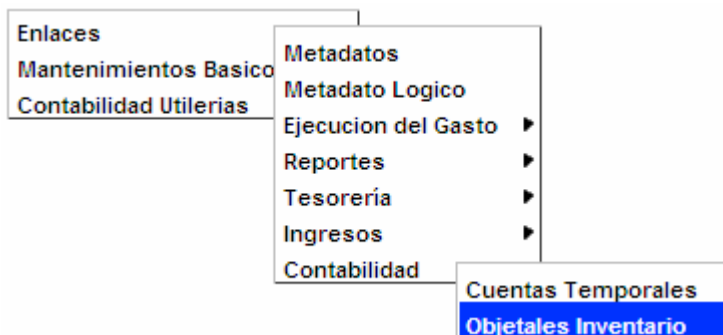 Enlaces
Mantenimientos Basico
Contabilidad Utilerias
Metadatos
Metadato Logico
Ejecucion del Gasto
Reportes
Tesorería
Ingresos
Contabilidad
Cuentas Temporales
Objetales Inventario